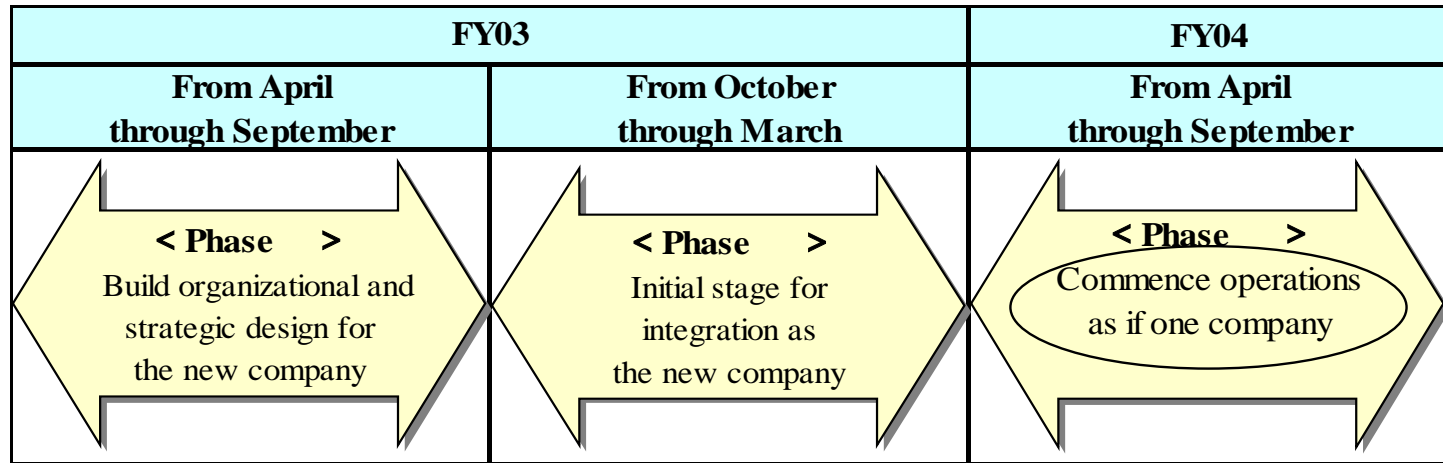 FY03
FY04
From April
through September
From October
through March
From April
through September
< Phase >
Build organizational and
strategic design for
the new company
< Phase >
Initial stage for
integration as
the new company
< Phase >
Commence operations
as if one company